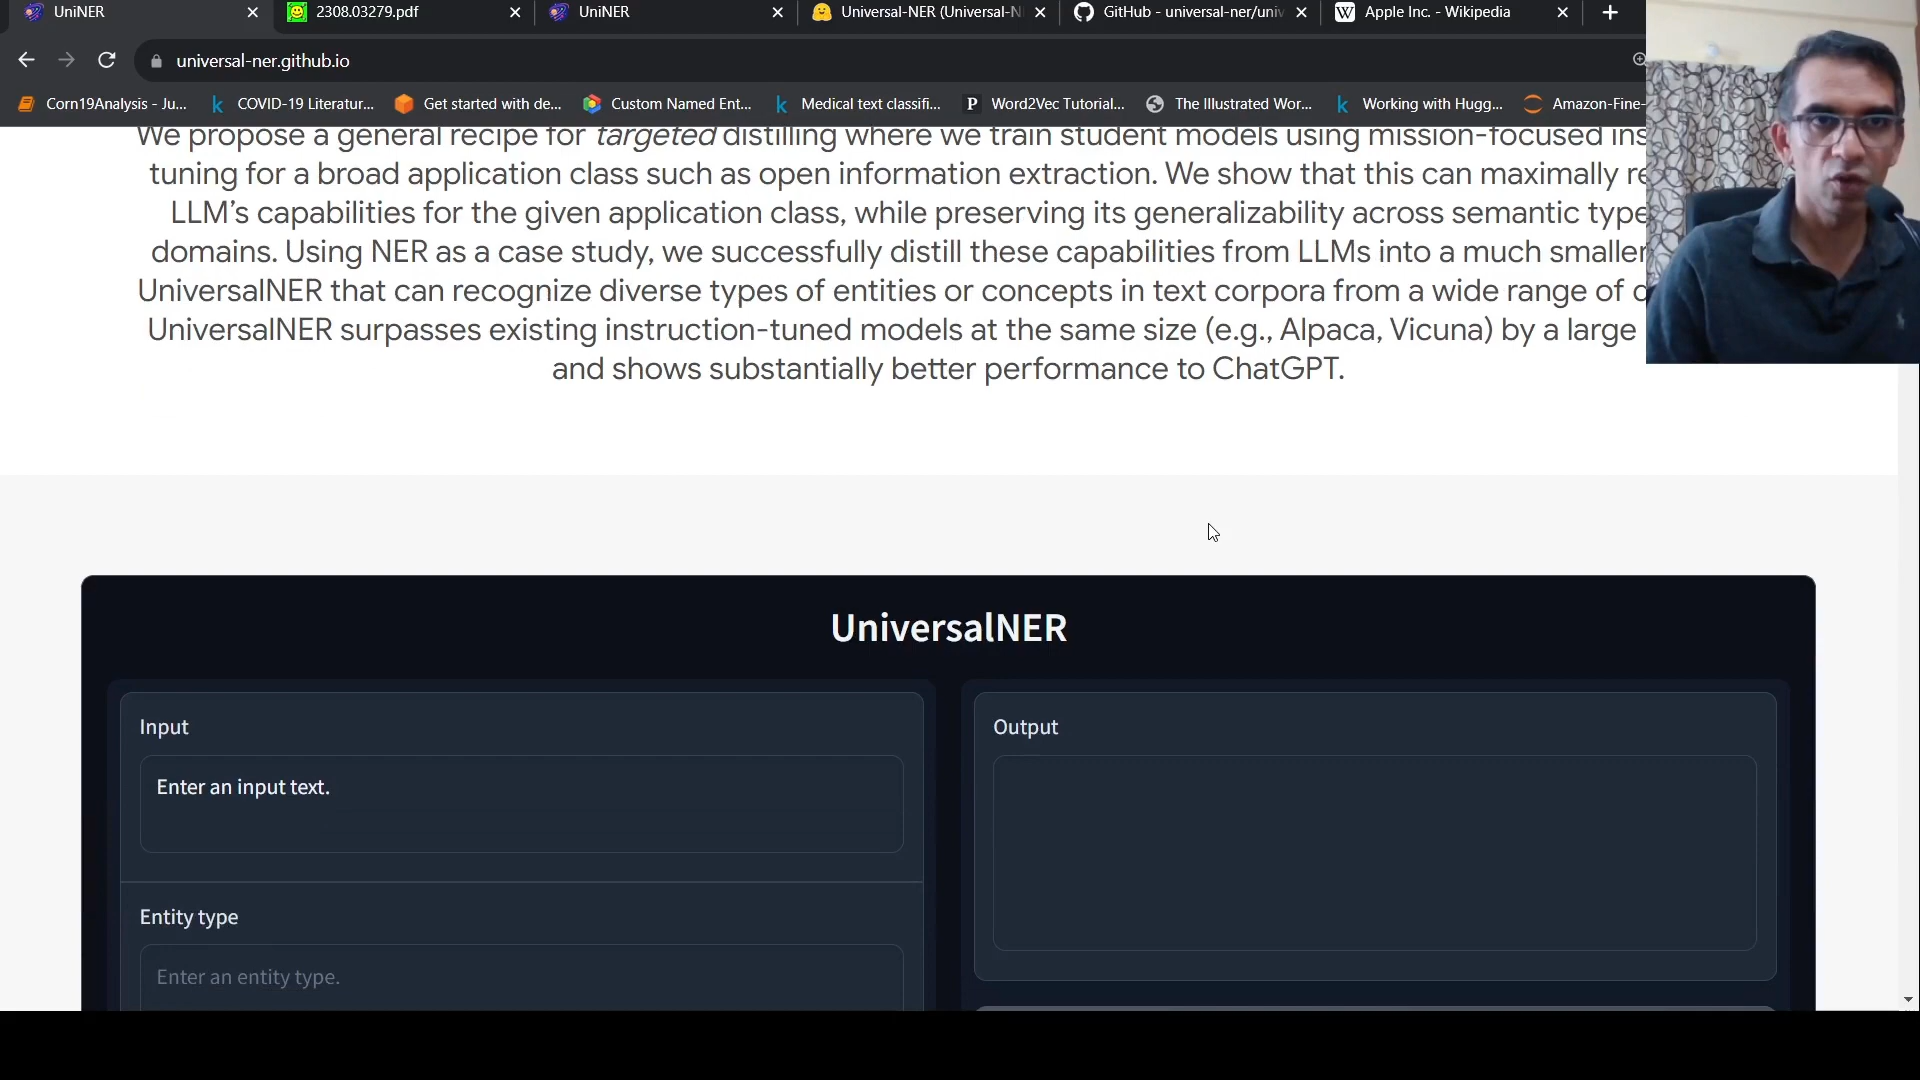 UniNER
2308.03279.pdf
UniNER
Universal-NER (Universal-N
GitHub - universal-ner/univ
Apple Inc. - Wikipedia
universal-ner.github.io
Corn19Analysis - Ju...
COVID-19 Literatur...
Get started with de...
Custom Named Ent...
Medical text classifi...
Word2Vec Tutorial...
The Illustrated Wor...
Working with Hugg...
Amazon-Fine-
We propose a general recipe for targeted distilling where we train student models using mission-focused ins
tuning for a broad application class such as open information extraction. We show that this can maximally re
LLM’s capabilities for the given application class, while preserving its generalizability across semantic type
domains. Using NER as a case study, we successfully distill these capabilities from LLMs into a much smaller
UniversalNER that can recognize diverse types of entities or concepts in text corpora from a wide range of d
UniversalNER surpasses existing instruction-tuned models at the same size (e.g., Alpaca, Vicuna) by a large
and shows substantially better performance to ChatGPT.
UniversalNER
Input
Enter an input text.
Entity type
Enter an entity type.
Output